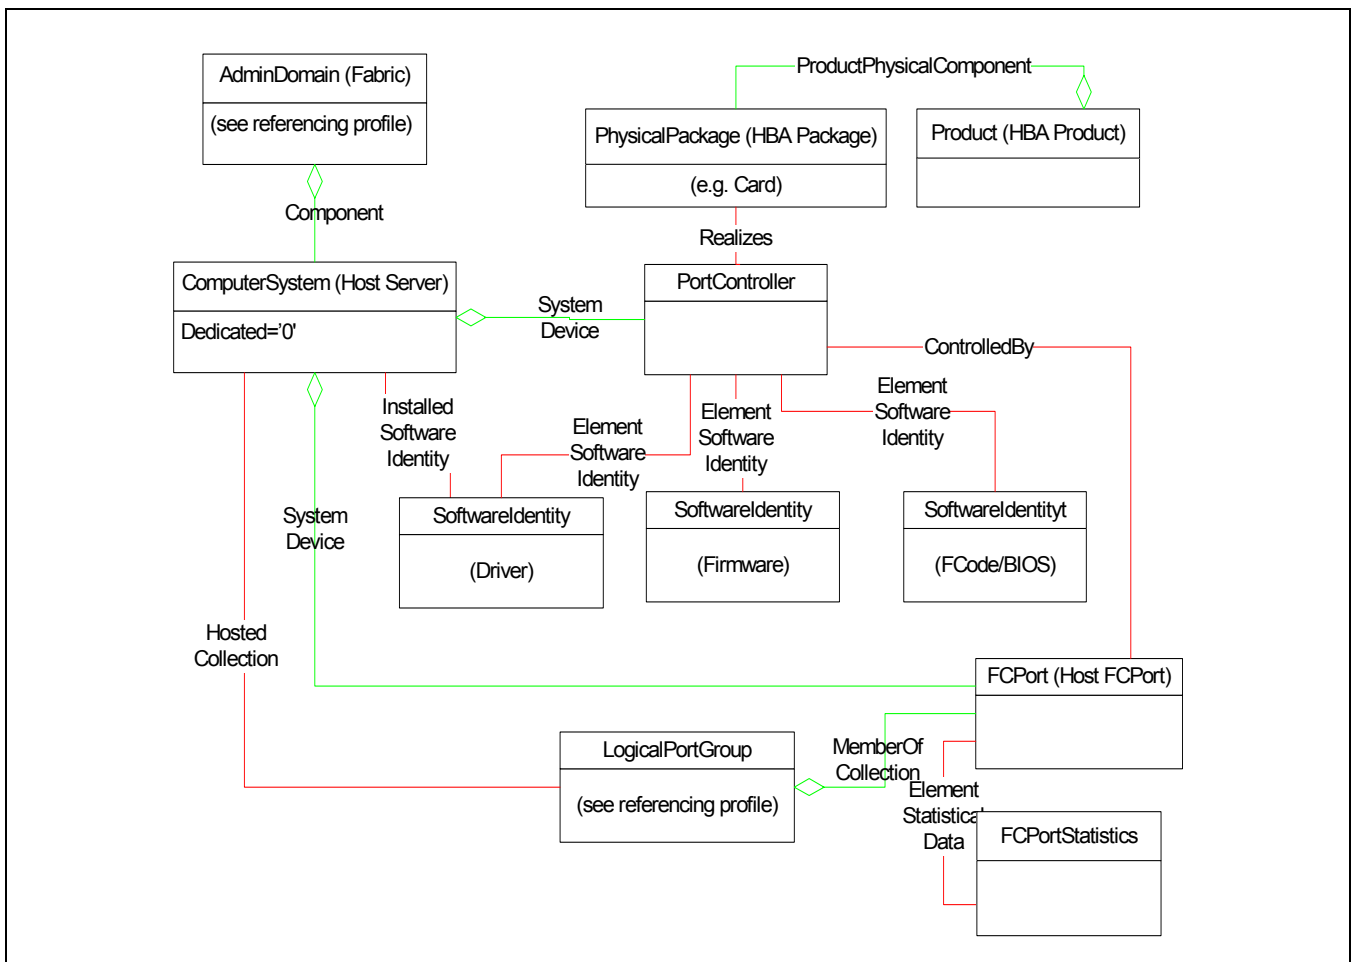 AdminDomain (Fabric)
(see referencing profile)
ProductPhysicalComponent
PhysicalPackage (HBA Package)
(e.g. Card)
Product (HBA Product)
Component
Realizes
ComputerSystem (Host Server)
Dedicated='0'
System
Device
PortController
ControlledBy
Installed
Software
Identity
Element
Software
Identity
Element
Software
Identity
Element
Software
Identity
SoftwareIdentity
(Driver)
SoftwareIdentity
(Firmware)
SoftwareIdentityt
(FCode/BIOS)
System
Device
Hosted
Collection
FCPort (Host FCPort)
LogicalPortGroup
(see referencing profile)
MemberOf
Collection
Element
Statistical
Data
FCPortStatistics